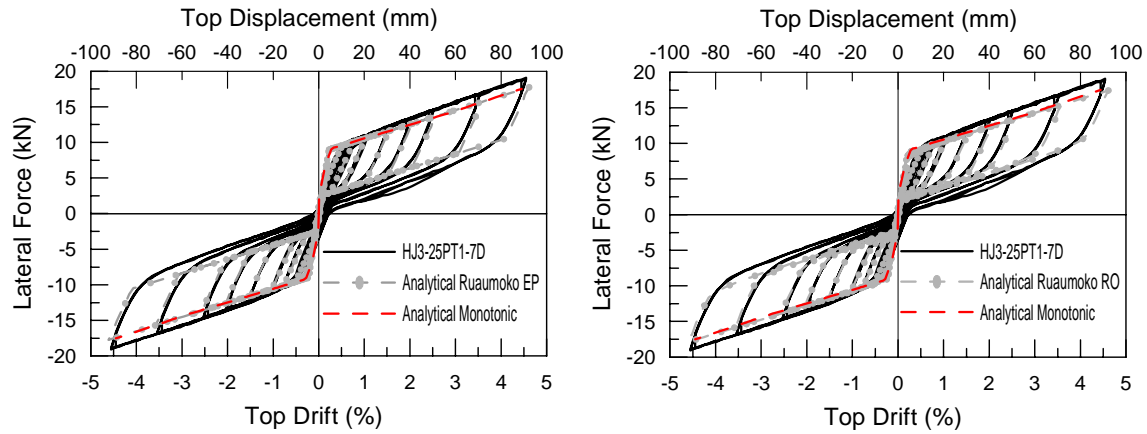 Top Displacement (mm)
-100 -80 -60 -40 -20 0 20 40 60 80 100
20
15
10
5
0
-5
-10
-15
-20
Lateral Force (kN)
HJ3-25PT1-7D
Analytical Ruaumoko EP
Analytical Monotonic
-5 -4 -3 -2 -1 0 1 2 3 4 5
Top Drift (%)
Top Displacement (mm)
-100 -80 -60 -40 -20 0 20 40 60 80 100
20
15
10
5
0
-5
-10
-15
-20
Lateral Force (kN)
HJ3-25PT1-7D
Analytical Ruaumoko RO
Analytical Monotonic
-5 -4 -3 -2 -1 0 1 2 3 4 5
Top Drift (%)